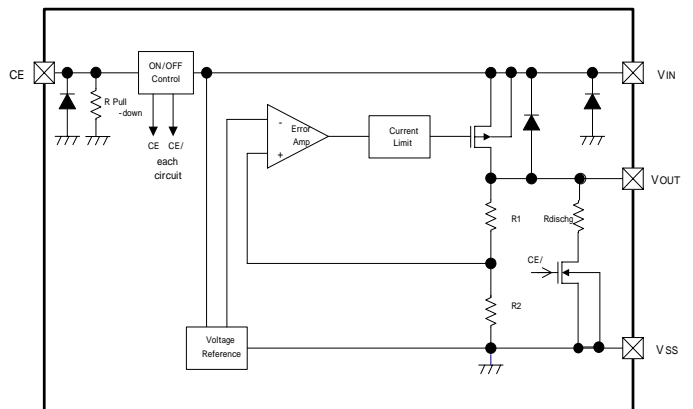 CE
ON/OFF
Control
R Pull
-down
CE CE/
each
circuit
-
Error
Amp
+
Current
Limit
VIN
VOUT
R1
Rdischg
CE/
R2
Voltage
Reference
VSS